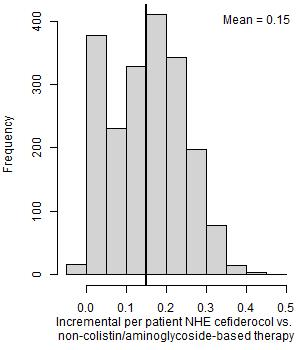 Mean = 0.15
400
300
200
100
0
Frequency
0.0 0.1 0.2 0.3 0.4 0.5
Incremental per patient NHE cefiderocol vs.
non-colistin/aminoglycoside-based therapy